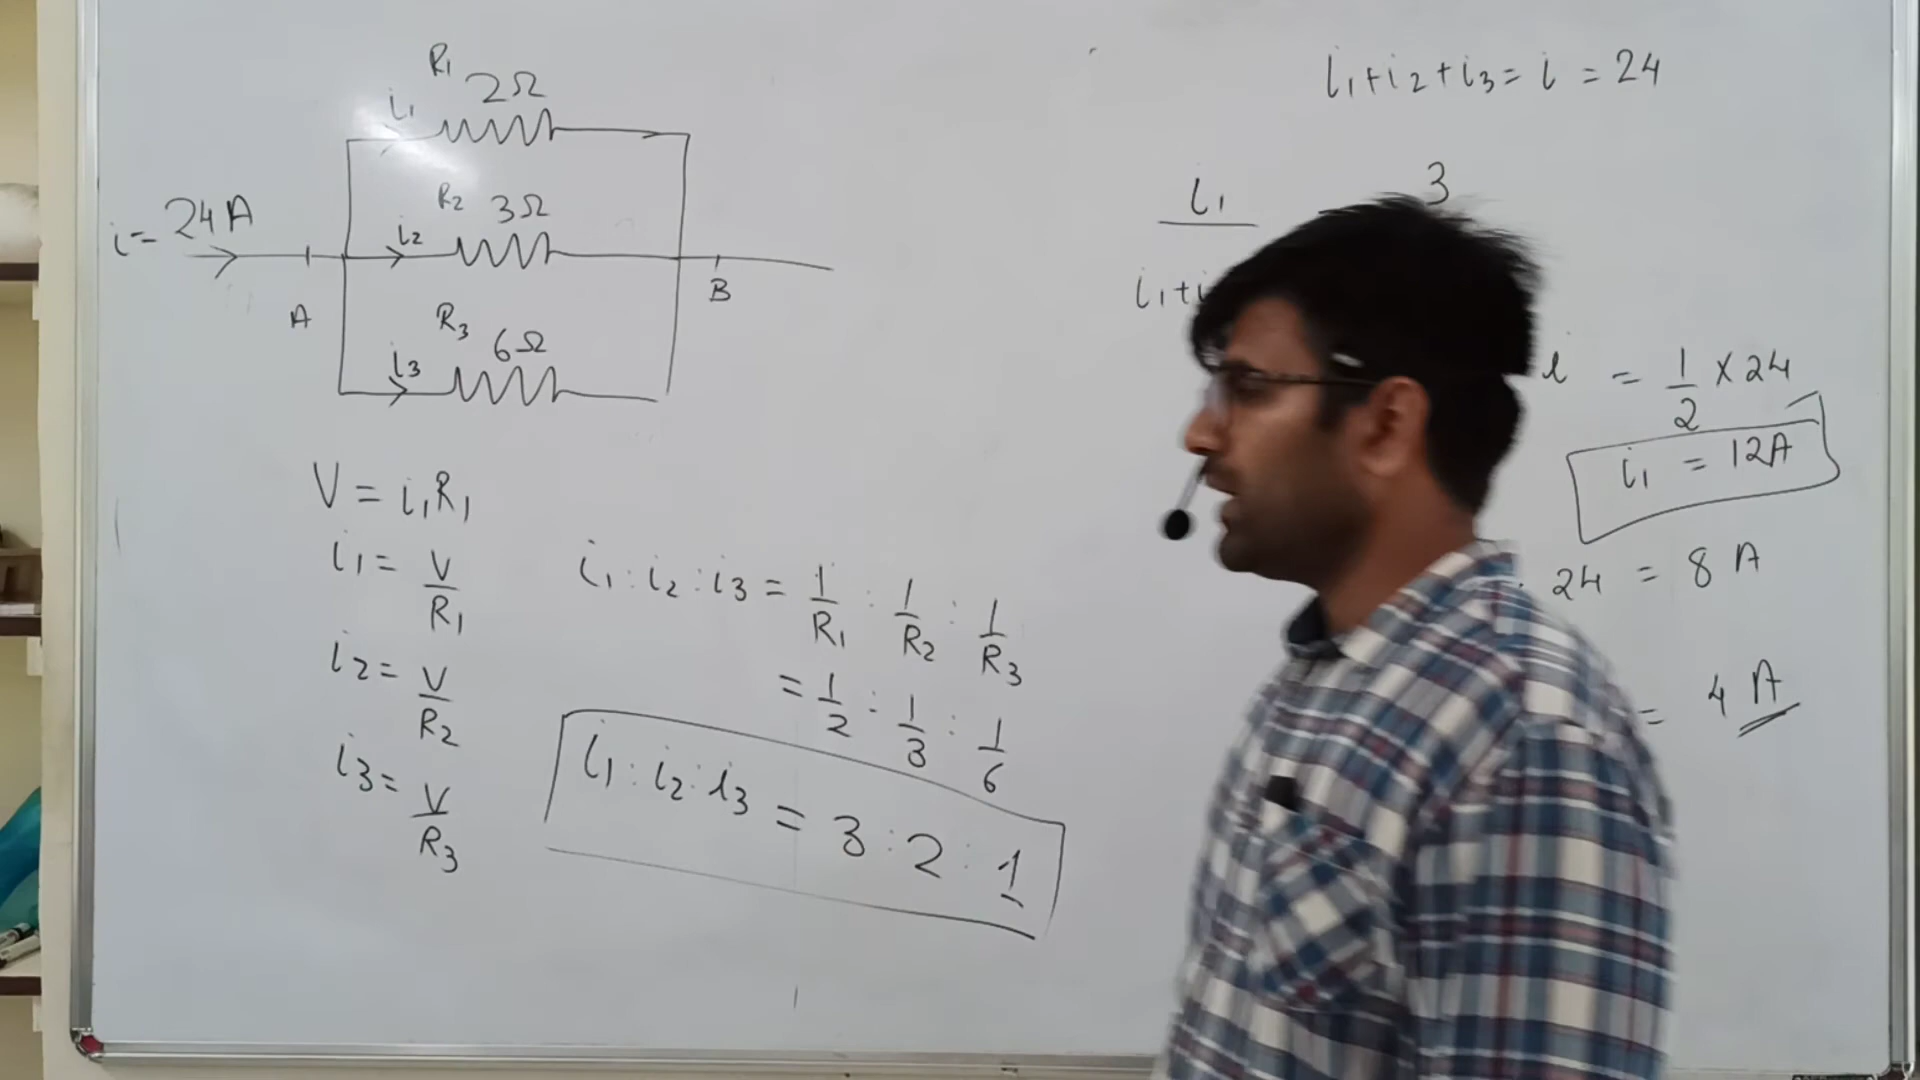 R1 2Ω
i1
i = 24 A
R2 3Ω
i2
A
B
R3 6Ω
i3
V = i1R1
i1 = V/R1
i2 = V/R2
i3 = V/R3
i1 : i2 : i3 = 1/R1 : 1/R2 : 1/R3
= 1/2 : 1/3 : 1/6
i1 : i2 : i3 = 3 : 2 : 1
i1 + i2 + i3 = i = 24
i1 3
i1 +
i = 1/2 × 24
i1 = 12A
24 = 8 A
= 4 A